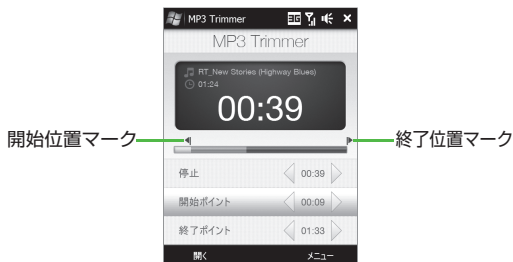 MP3 Trimmer
3G
MP3 Trimmer
RT_New Stories (Highway Blues)
01:24
00:39
開始位置マーク
終了位置マーク
停止 00:39
開始ポイント 00:09
終了ポイント 01:33
開く メニュー